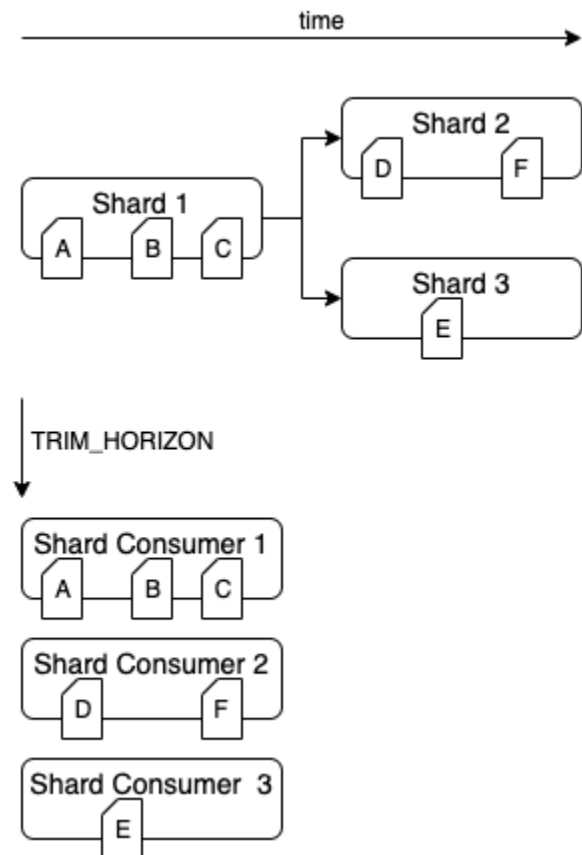 time
Shard 2
D
F
Shard 1
A
B
C
Shard 3
E
TRIM_HORIZON
Shard Consumer 1
A
B
C
Shard Consumer 2
D
F
Shard Consumer 3
E